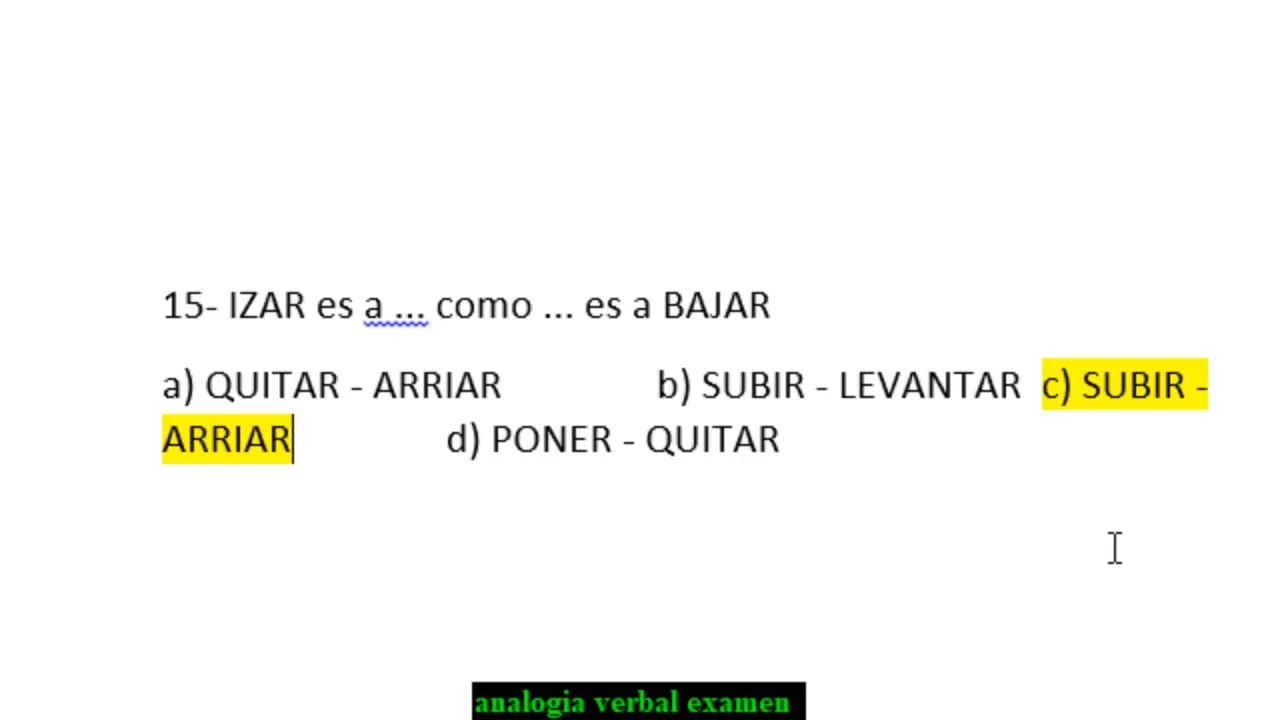 15- IZAR es a ... como ... es a BAJAR
a) QUITAR - ARRIAR b) SUBIR - LEVANTAR c) SUBIR -
ARRIAR d) PONER - QUITAR
analogia verbal examen